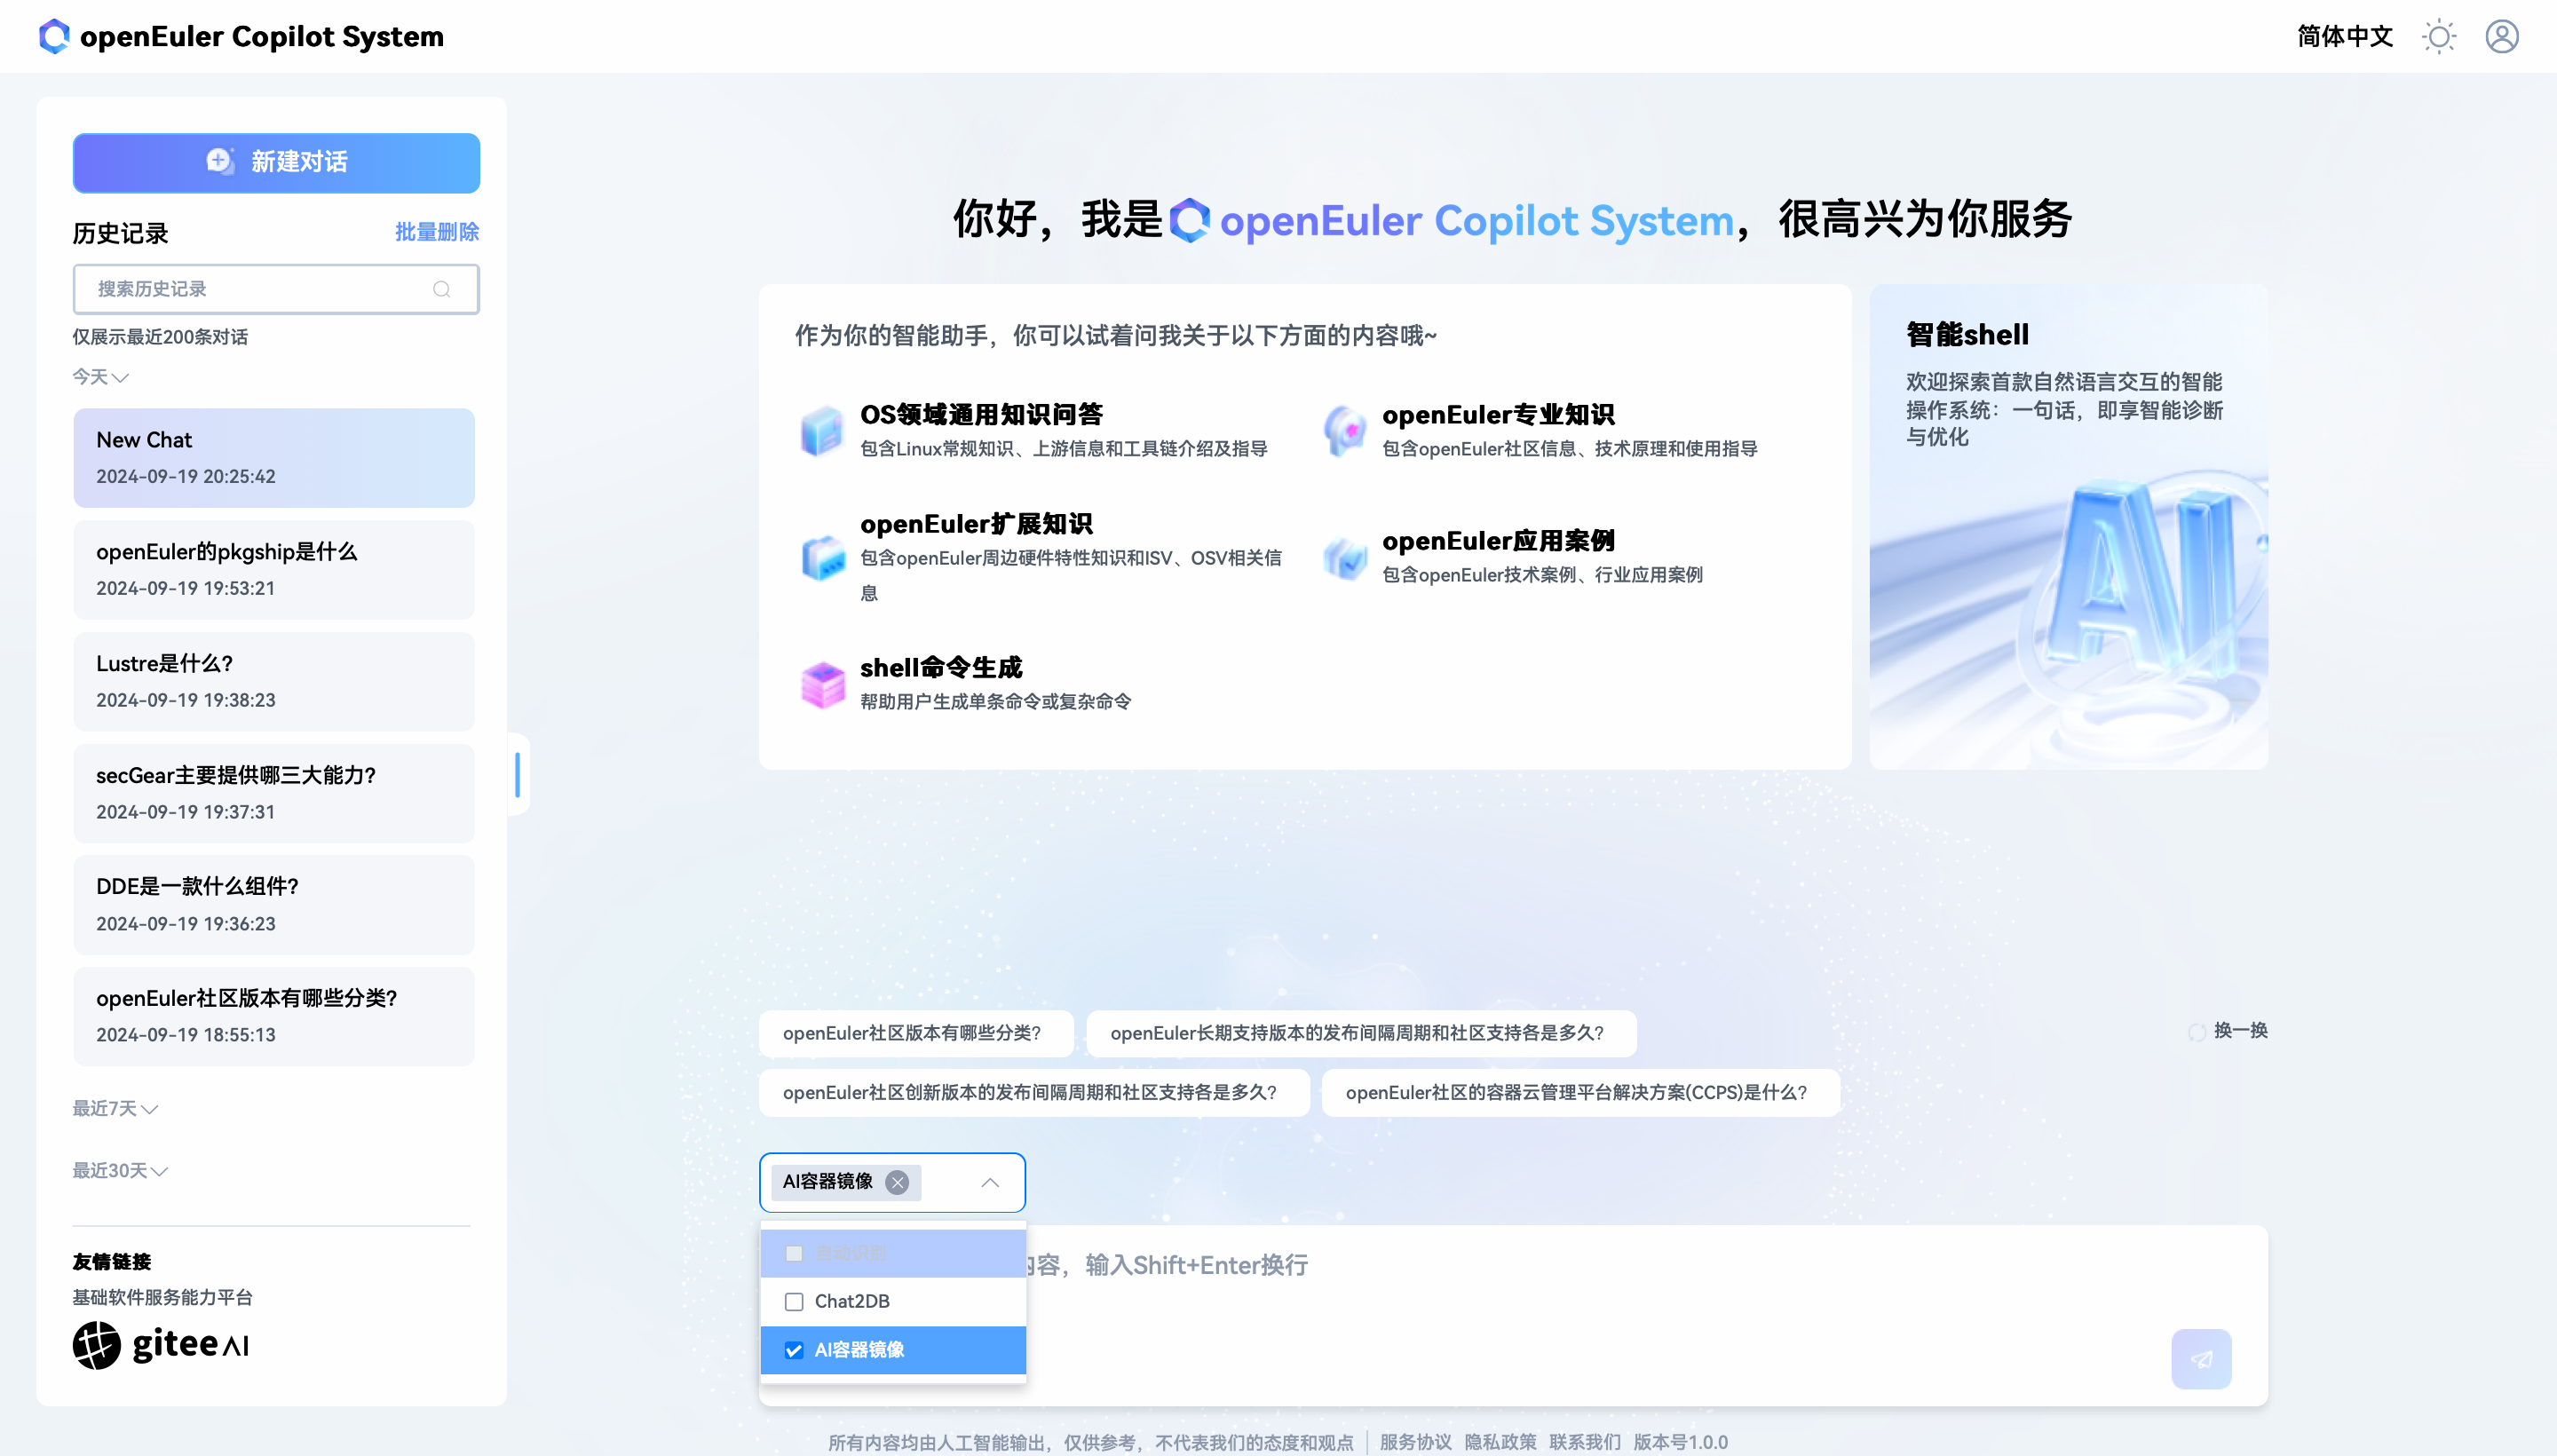 openEuler Copilot System
简体中文
新建对话
历史记录
批量删除
搜索历史记录
仅展示最近200条对话
今天
New Chat
2024-09-19 20:25:42
openEuler的pkgship是什么
2024-09-19 19:53:21
Lustre是什么?
2024-09-19 19:38:23
secGear主要提供哪三大能力?
2024-09-19 19:37:31
DDE是一款什么组件?
2024-09-19 19:36:23
openEuler社区版本有哪些分类?
2024-09-19 18:55:13
最近7天
最近30天
友情链接
基础软件服务能力平台
gitee AI
你好，我是 openEuler Copilot System，很高兴为你服务
作为你的智能助手，你可以试着问我关于以下方面的内容哦~
OS领域通用知识问答
包含Linux常规知识、上游信息和工具链介绍及指导
openEuler专业知识
包含openEuler社区信息、技术原理和使用指导
openEuler扩展知识
包含openEuler周边硬件特性知识和ISV、OSV相关信
息
openEuler应用案例
包含openEuler技术案例、行业应用案例
shell命令生成
帮助用户生成单条命令或复杂命令
智能shell
欢迎探索首款自然语言交互的智能
操作系统：一句话，即享智能诊断
与优化
AI
openEuler社区版本有哪些分类?
openEuler长期支持版本的发布间隔周期和社区支持各是多久?
换一换
openEuler社区创新版本的发布间隔周期和社区支持各是多久?
openEuler社区的容器云管理平台解决方案(CCPS)是什么?
AI容器镜像
自动识别
Chat2DB
AI容器镜像
容，输入Shift+Enter换行
所有内容均由人工智能输出，仅供参考，不代表我们的态度和观点 | 服务协议 隐私政策 联系我们 版本号1.0.0